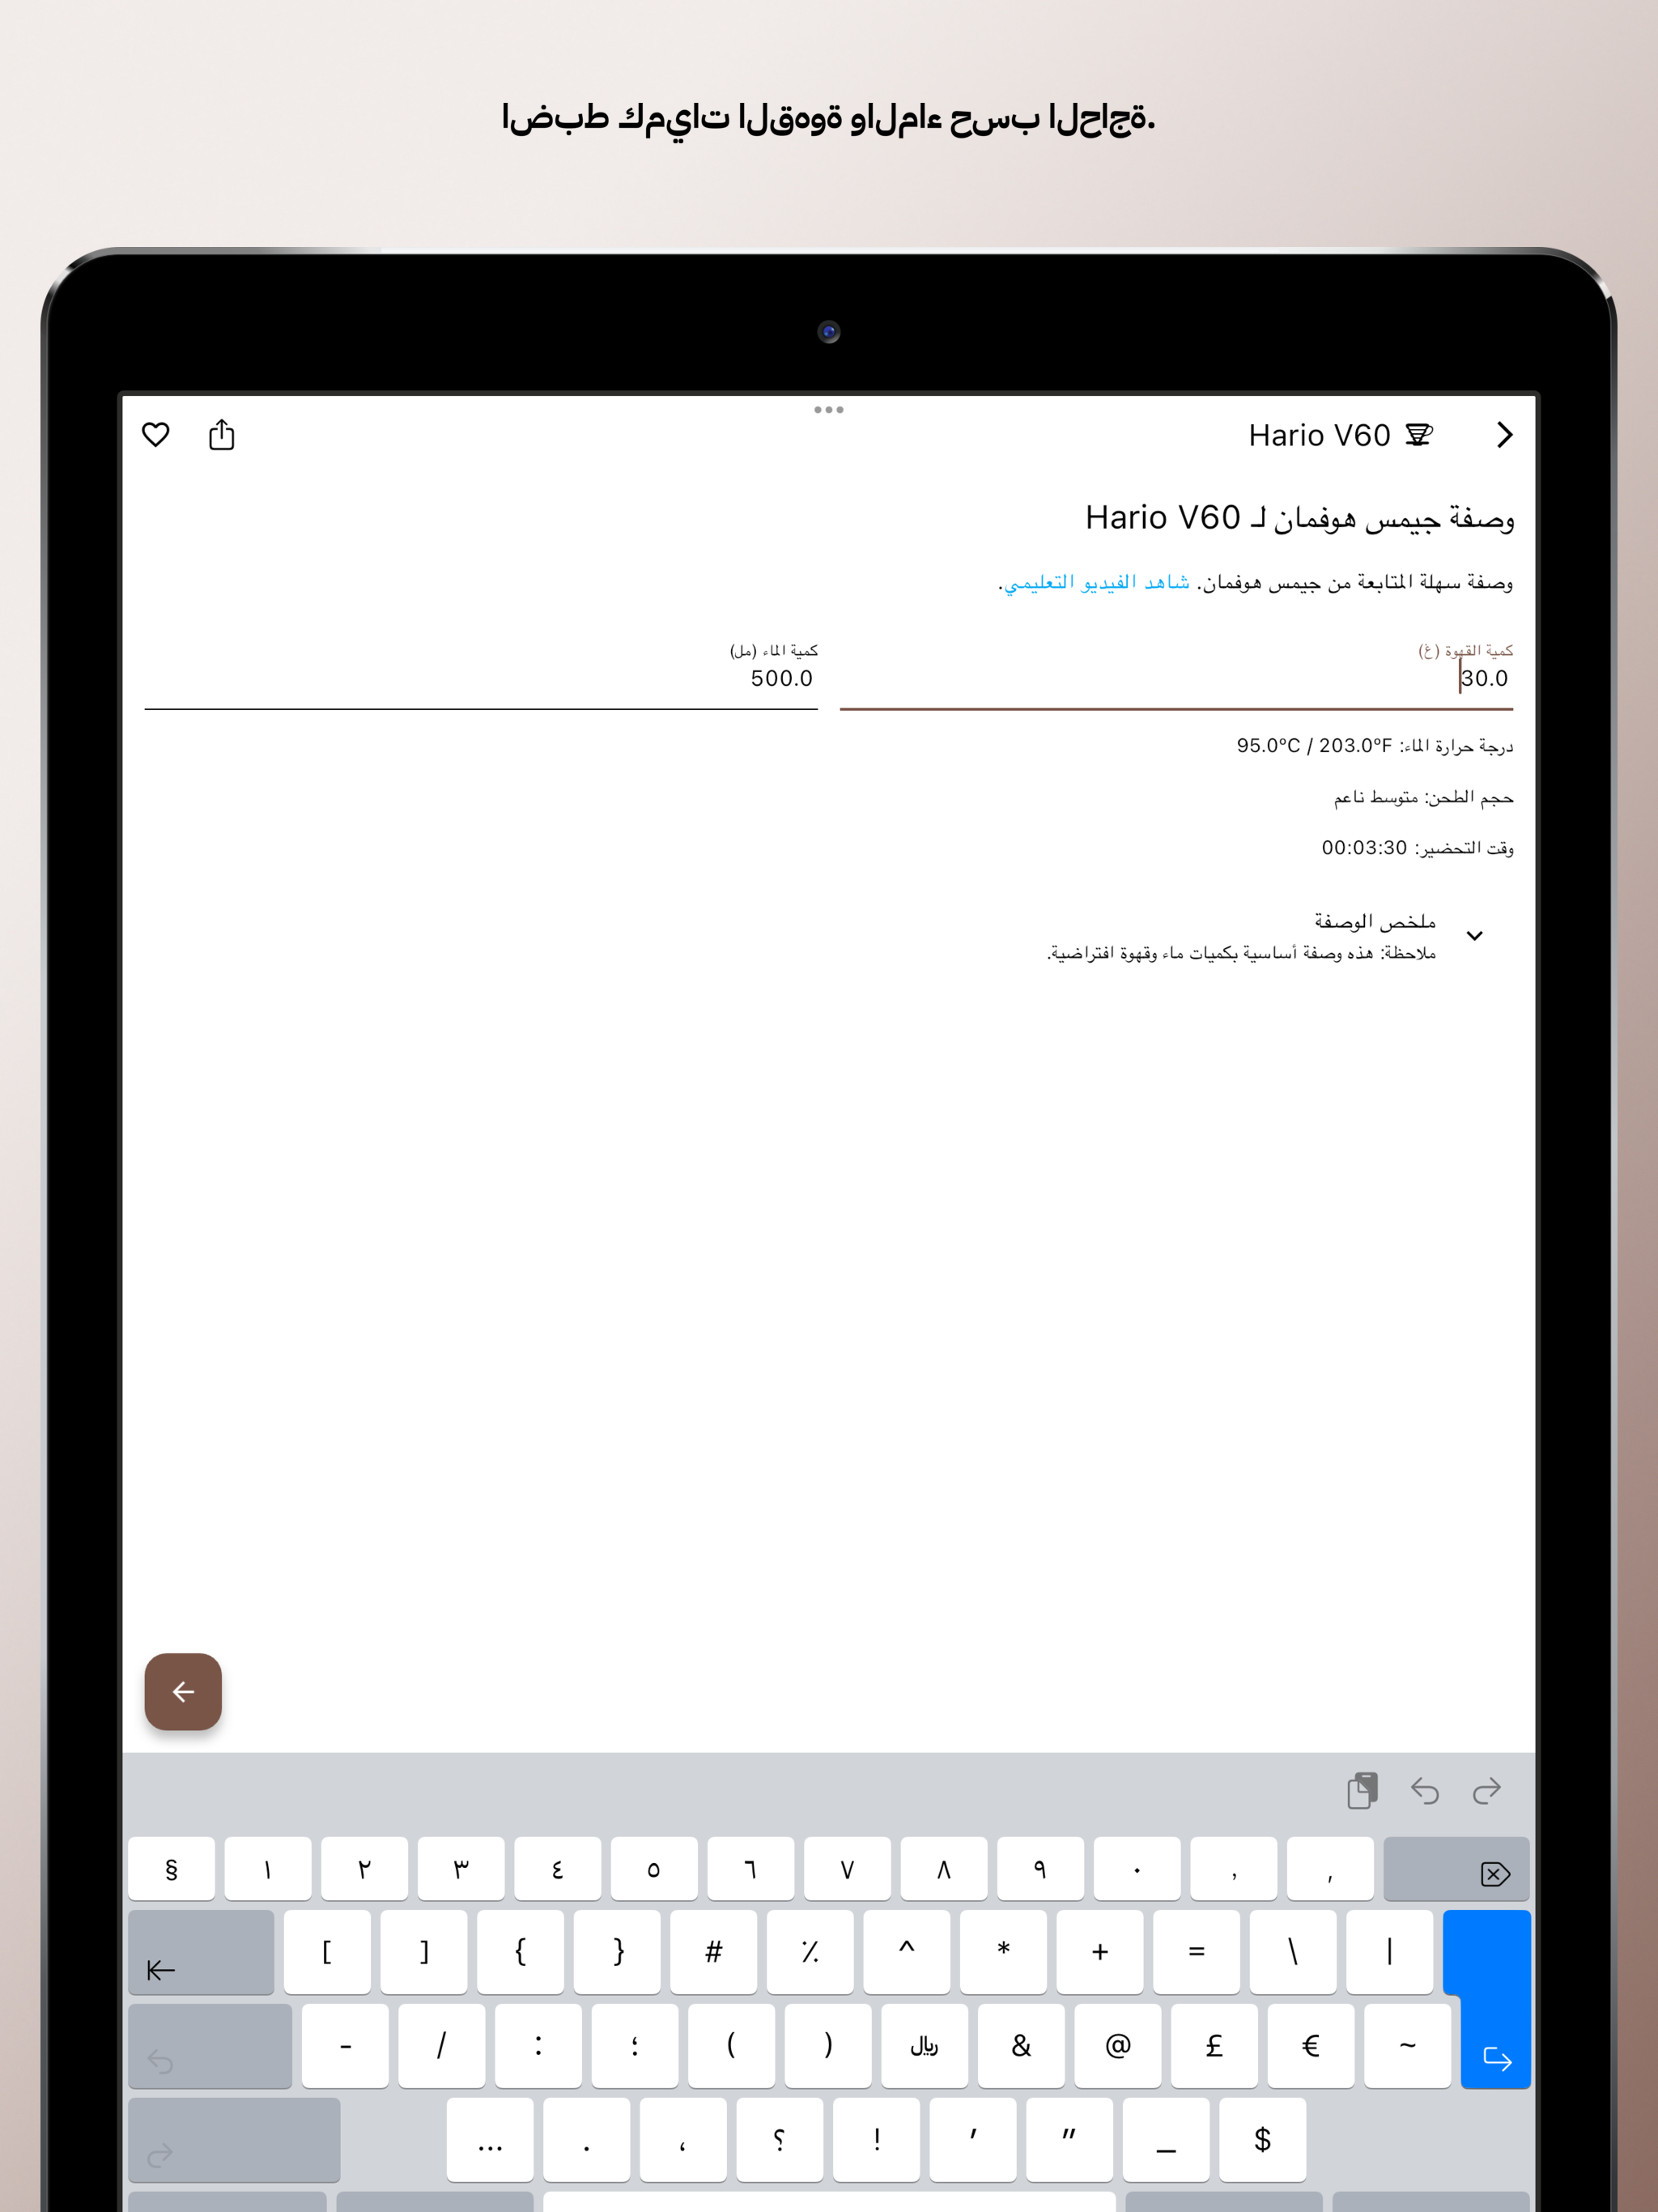 اضبط كميات القهوة والماء حسب الحاجة.
Hario V60
وصفة جيمس هوفمان لـ Hario V60
وصفة سهلة المتابعة من جيمس هوفمان. شاهد الفيديو التعليمي.
كمية القهوة (غ)
30.0
كمية الماء (مل)
500.0
درجة حرارة الماء: 95.0ºC / 203.0ºF
حجم الطحن: متوسط ناعم
وقت التحضير: 00:03:30
ملخص الوصفة
ملاحظة: هذه وصفة أساسية بكميات ماء وقهوة افتراضية.
§ ١ ٢ ٣ ٤ ٥ ٦ ٧ ٨ ٩ ٠ , ,
[ ] { } # ٪ ^ * + = \ |
- / : ؛ ( ) ﷼ & @ £ € ~
... . ، ؟ ! ' " _ $